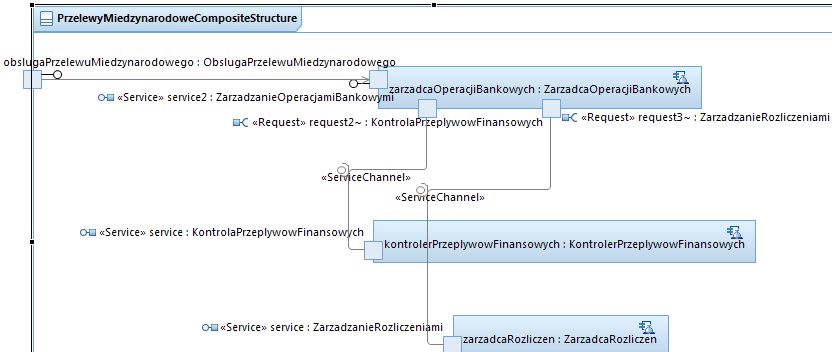 PrzelewyMiedzynarodoweCompositeStructure
obslugaPrzelewuMiedzynarodowego : ObslugaPrzelewuMiedzynarodowego
zarzadcaOperacjiBankowych : ZarzadcaOperacjiBankowych
«Service» service2 : ZarzadzanieOperacjamiBankowymi
«Request» request2~ : KontrolaPrzeplywowFinansowych
«Request» request3~ : ZarzadzanieRozliczeniami
«ServiceChannel»
«ServiceChannel»
«Service» service : KontrolaPrzeplywowFinansowych
kontrolerPrzeplywowFinansowych : KontrolerPrzeplywowFinansowych
«Service» service : ZarzadzanieRozliczeniami
zarzadcaRozliczen : ZarzadcaRozliczen